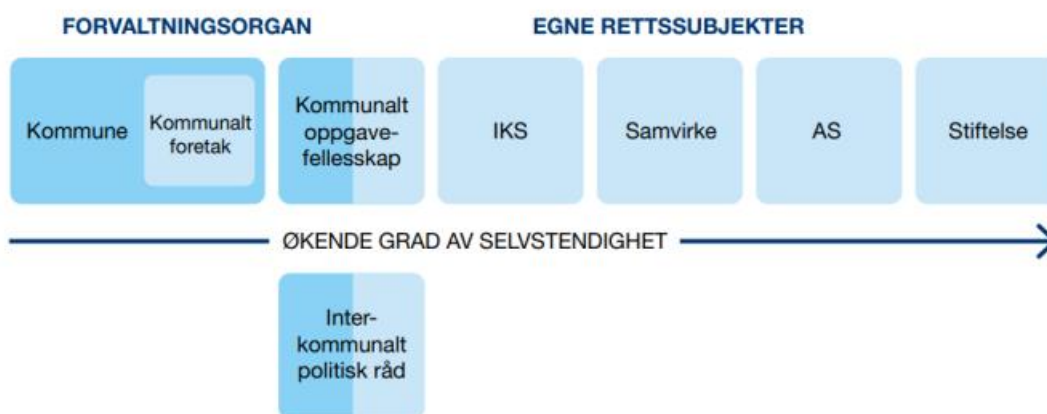 FORVALTNINGSORGAN
EGNE RETTSSUBJEKTER
Kommune
Kommunalt
foretak
Kommunalt
oppgave-
fellesskap
IKS
Samvirke
AS
Stiftelse
ØKENDE GRAD AV SELVSTENDIGHET
Inter-
kommunalt
politisk råd